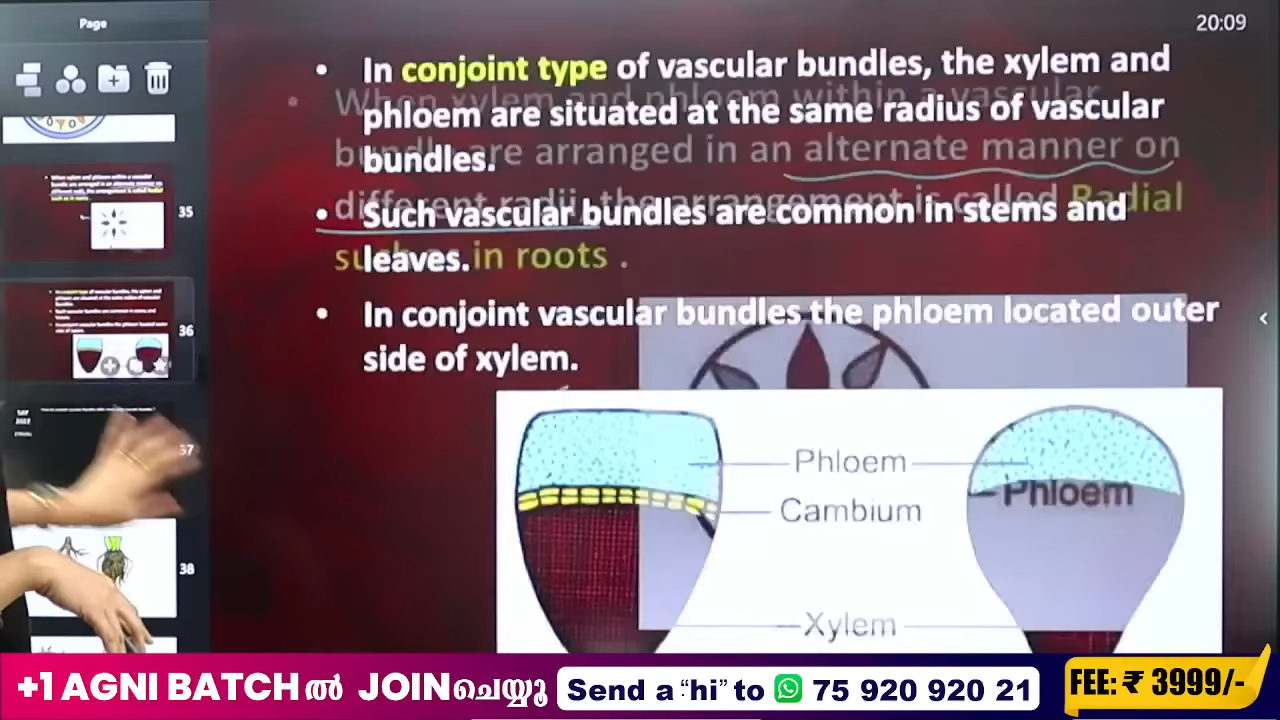 Page
20:09
• In conjoint type of vascular bundles, the xylem and
phloem are situated at the same radius of vascular
bundles.
• Such vascular bundles are common in stems and
leaves.
• In conjoint vascular bundles the phloem located outer
side of xylem.
• When xylem and phloem within a vascular
bundle are arranged in an alternate manner on
different radii, the arrangement is called Radial
such as in roots .
Phloem
Phloem
Cambium
Xylem
35
36
37
38
+1 AGNI BATCH ൽ JOIN ചെയ്യൂ
Send a “hi” to 75 920 920 21
FEE: ₹ 3999/-